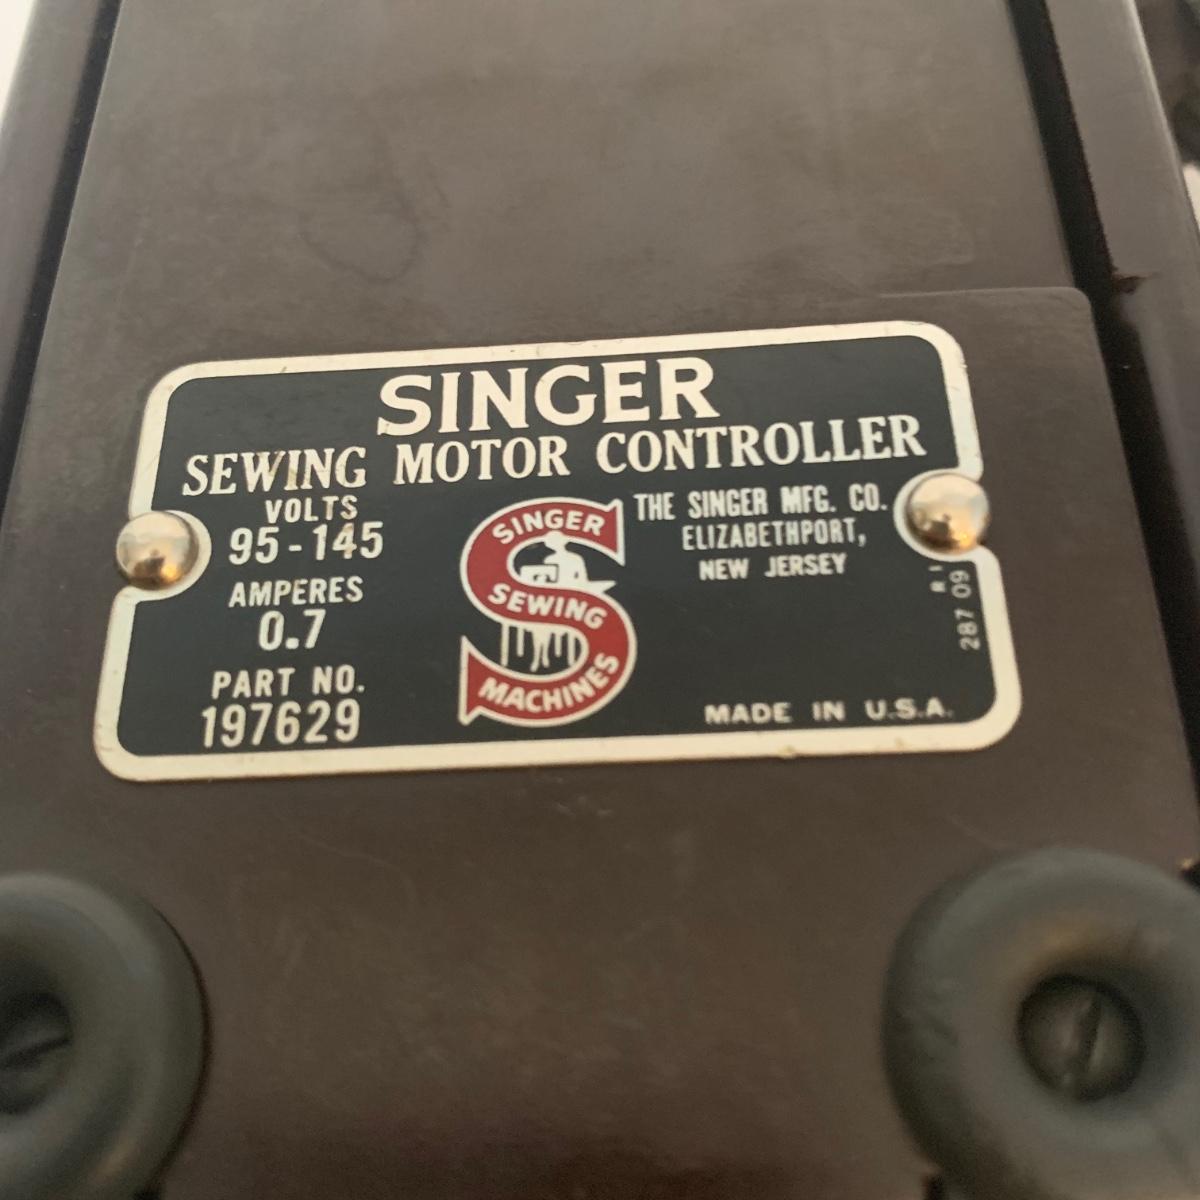 SINGER
SEWING MOTOR CONTROLLER
VOLTS
95-145
AMPERES
0.7
PART NO.
197629
SINGER
SEWING
MACHINES
THE SINGER MFG. CO.
ELIZABETHPORT,
NEW JERSEY
R I
287 09
MADE IN U.S.A.